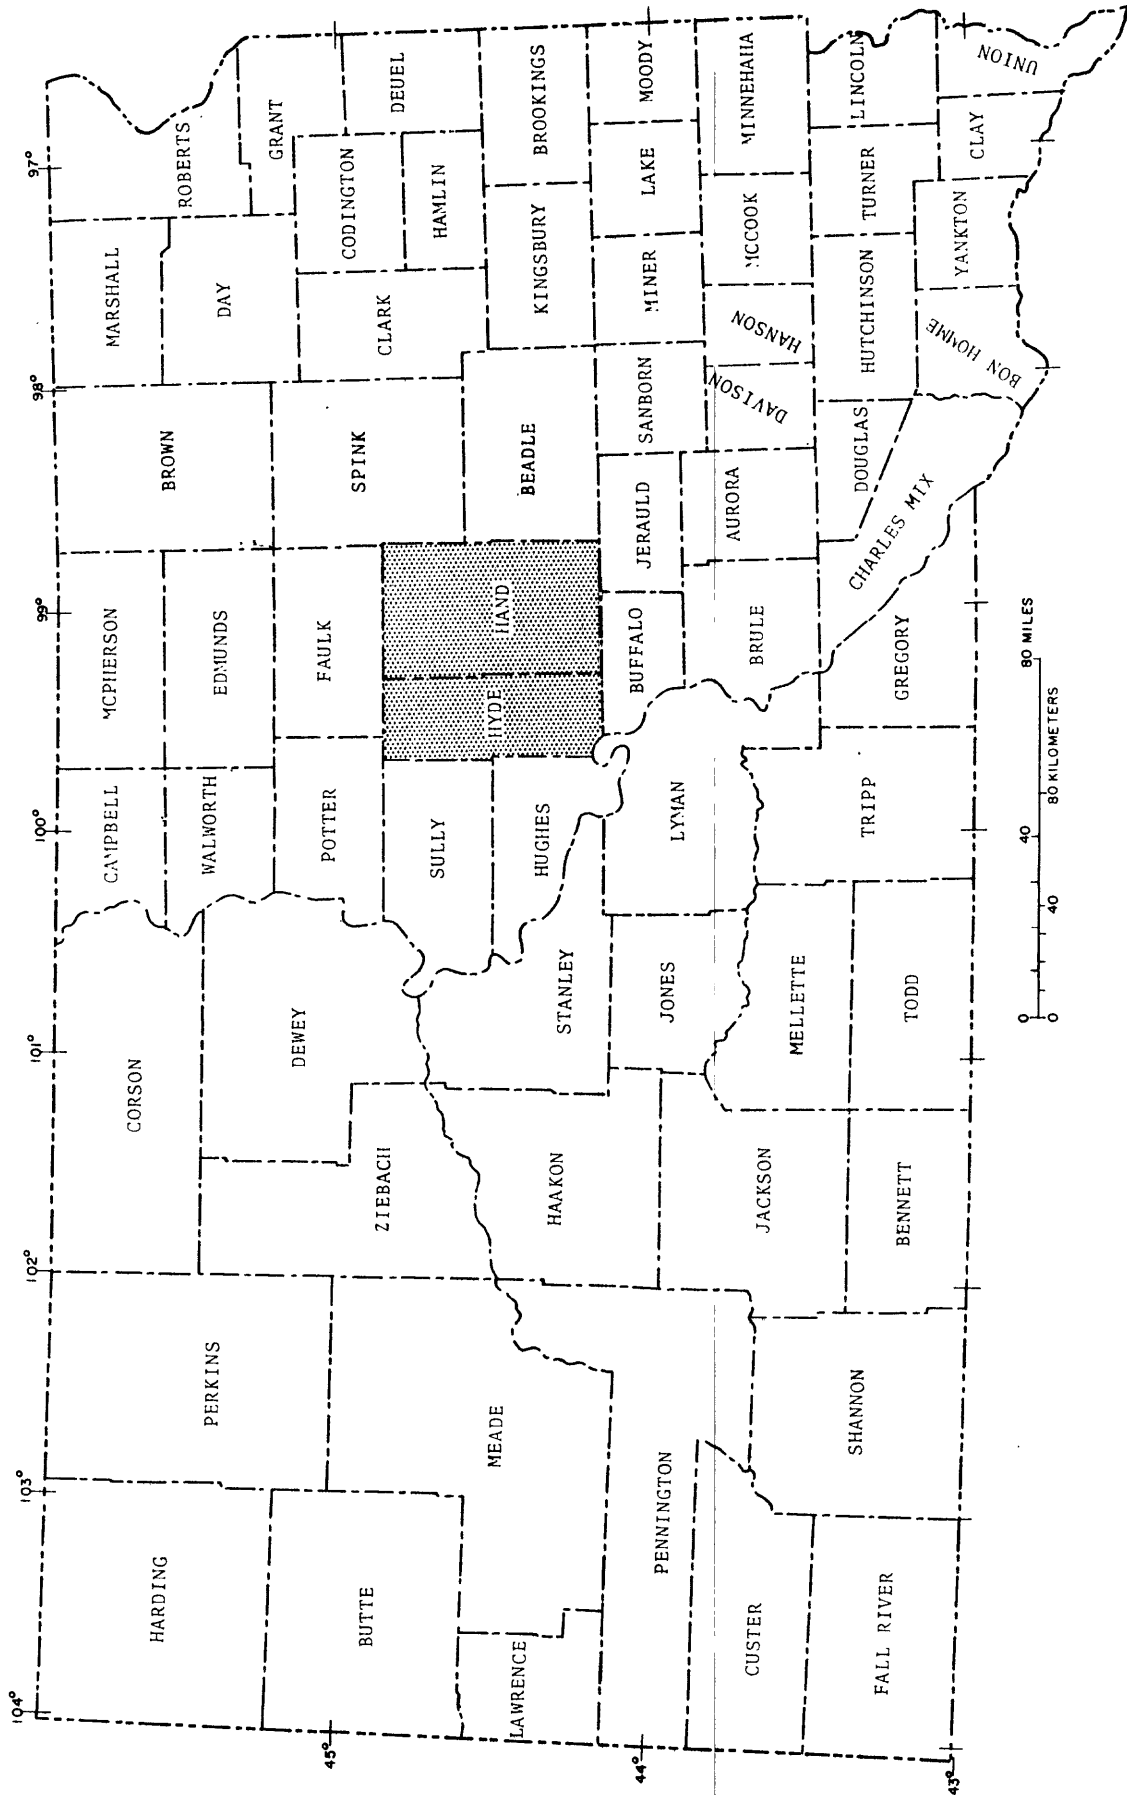 104°
103°
102°
101°
100°
99°
98°
97°
45°
44°
43°
HARDING
PERKINS
CORSON
CAMPBELL
MCPHERSON
BROWN
MARSHALL
ROBERTS
WALWORTH
EDMUNDS
DAY
GRANT
BUTTE
DEWEY
POTTER
FAULK
SPINK
CLARK
CODINGTON
DEUEL
HAMLIN
ZIEBACH
MEADE
SULLY
HYDE
HAND
BEADLE
KINGSBURY
BROOKINGS
LAWRENCE
HAAKON
STANLEY
HUGHES
PENNINGTON
JONES
LYMAN
BUFFALO
JERAULD
SANBORN
MINER
LAKE
MOODY
CUSTER
JACKSON
MELLETTE
BRULE
AURORA
DAVISON
HANSON
MCCOOK
MINNEHAHA
FALL RIVER
SHANNON
BENNETT
TODD
TRIPP
GREGORY
CHARLES MIX
DOUGLAS
HUTCHINSON
TURNER
LINCOLN
BON HOMME
YANKTON
CLAY
UNION
0 40 80 MILES
0 40 80 KILOMETERS